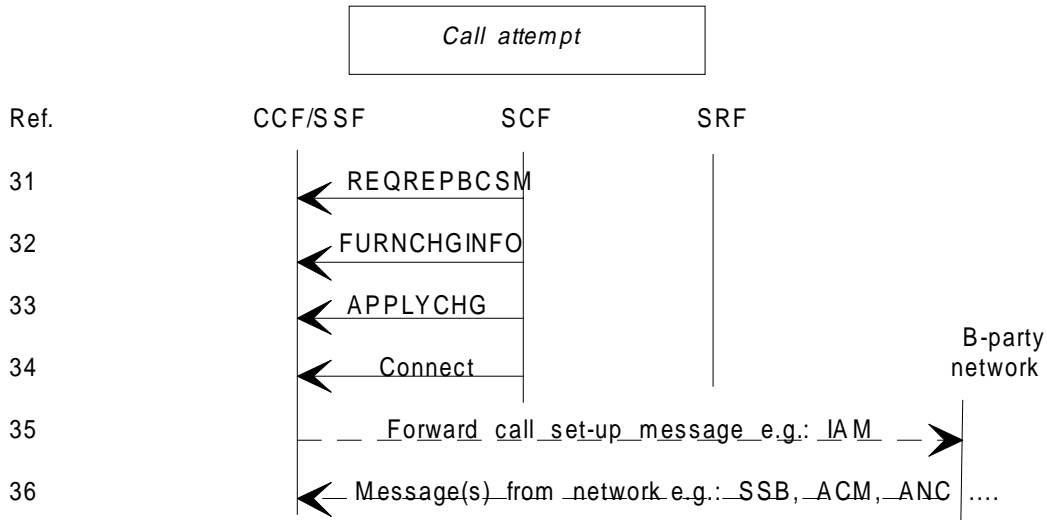 Call attempt
Ref. CCF/SSF SCF SRF
31 REQREPBCSM
32 FURNCHGINFO
33 APPLYCHG
B-party
34 Connect network
35 Forward call set-up message e.g.: IAM
36 Message(s) from network e.g.: SSB, ACM, ANC ....